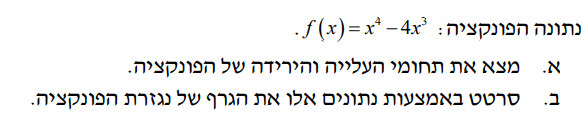 נתונה הפונקציה: f(x) = x⁴ − 4x³.
א. מצא את תחומי העלייה והירידה של הפונקציה.
ב. סרטט באמצעות נתונים אלו את הגרף של נגזרת הפונקציה.